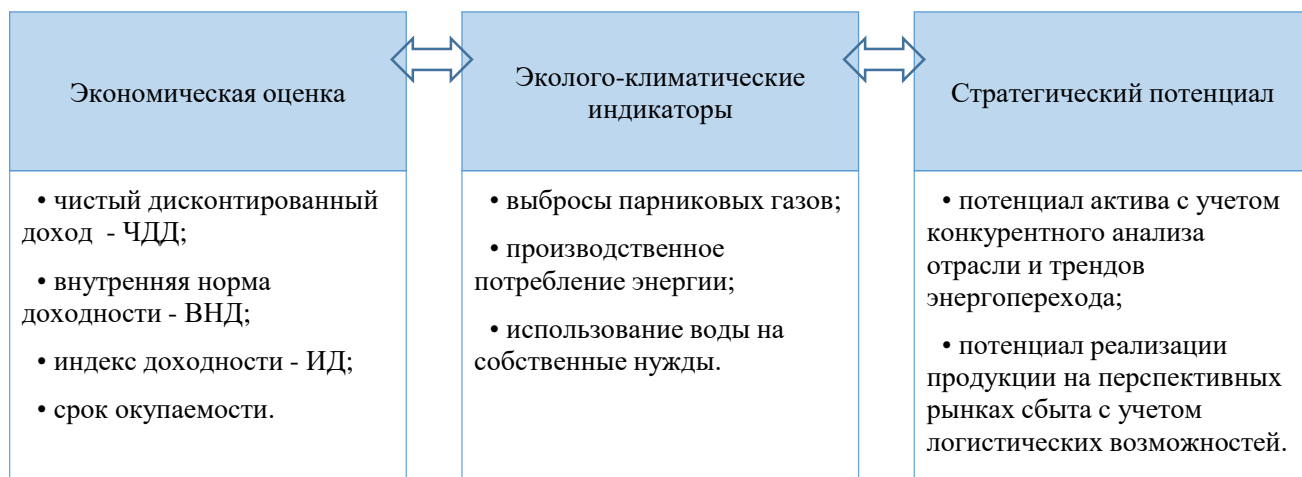 Экономическая оценка
• чистый дисконтированный
доход - ЧДД;
• внутренняя норма
доходности - ВНД;
• индекс доходности - ИД;
• срок окупаемости.
Эколого-климатические
индикаторы
• выбросы парниковых газов;
• производственное
потребление энергии;
• использование воды на
собственные нужды.
Стратегический потенциал
• потенциал актива с учетом
конкурентного анализа
отрасли и трендов
энергоперехода;
• потенциал реализации
продукции на перспективных
рынках сбыта с учетом
логистических возможностей.